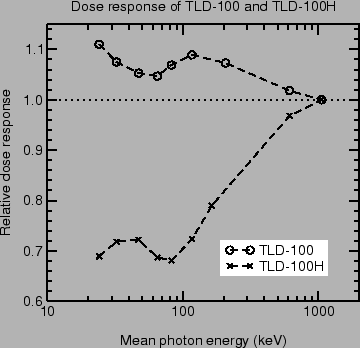 Dose response of TLD-100 and TLD-100H
Relative dose response
1.1
1.0
0.9
0.8
0.7
0.6
TLD-100
TLD-100H
10
100
1000
Mean photon energy (keV)